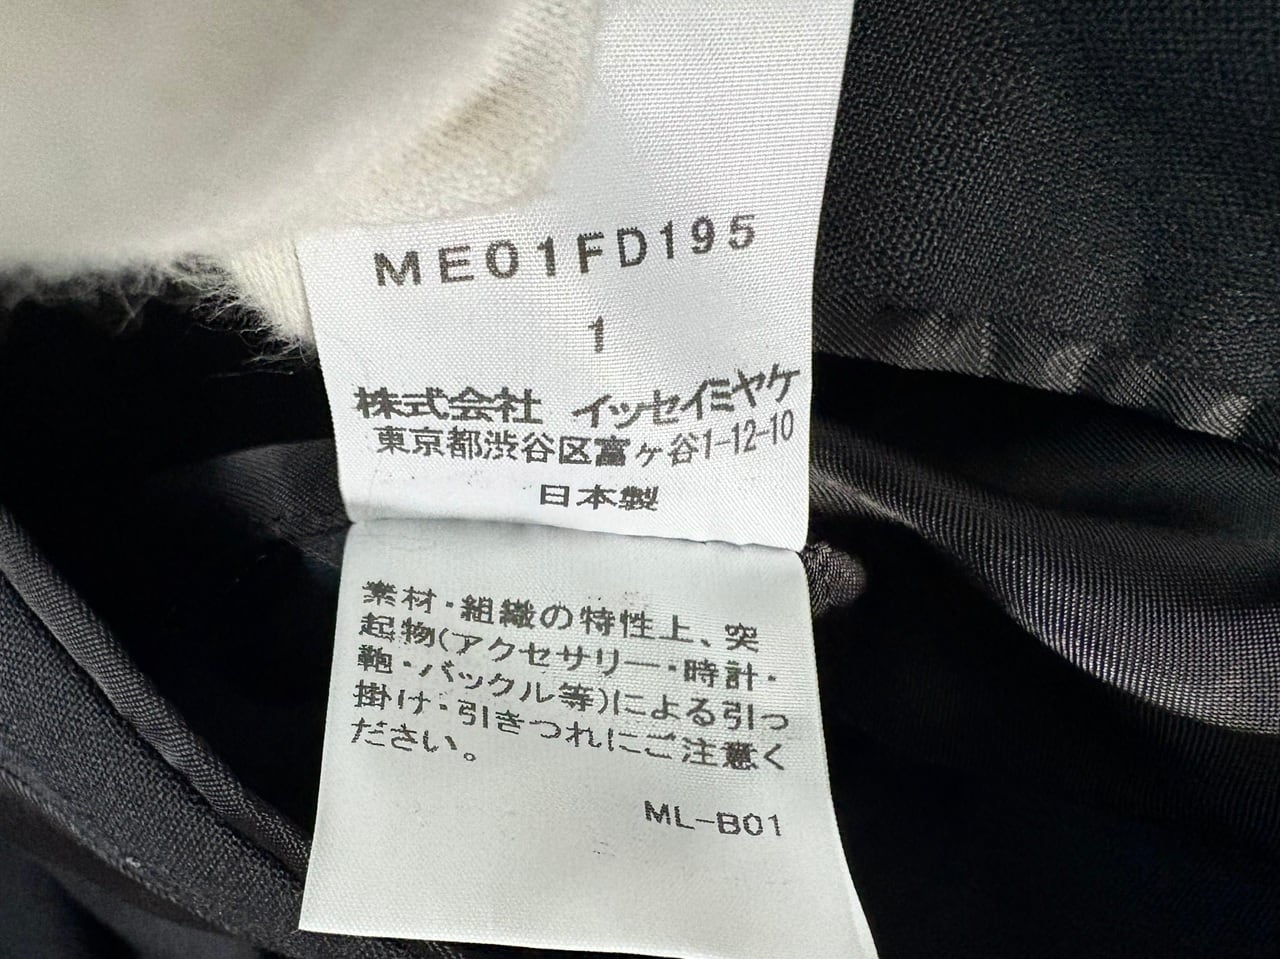 ME01FD195
1
株式会社 イッセイミヤケ
東京都渋谷区富ヶ谷1-12-10
日本製
素材・組織の特性上、突
起物(アクセサリー・時計・
鞄・バックル等)による引っ
掛け・引きつれにご注意く
ださい。
ML-B01